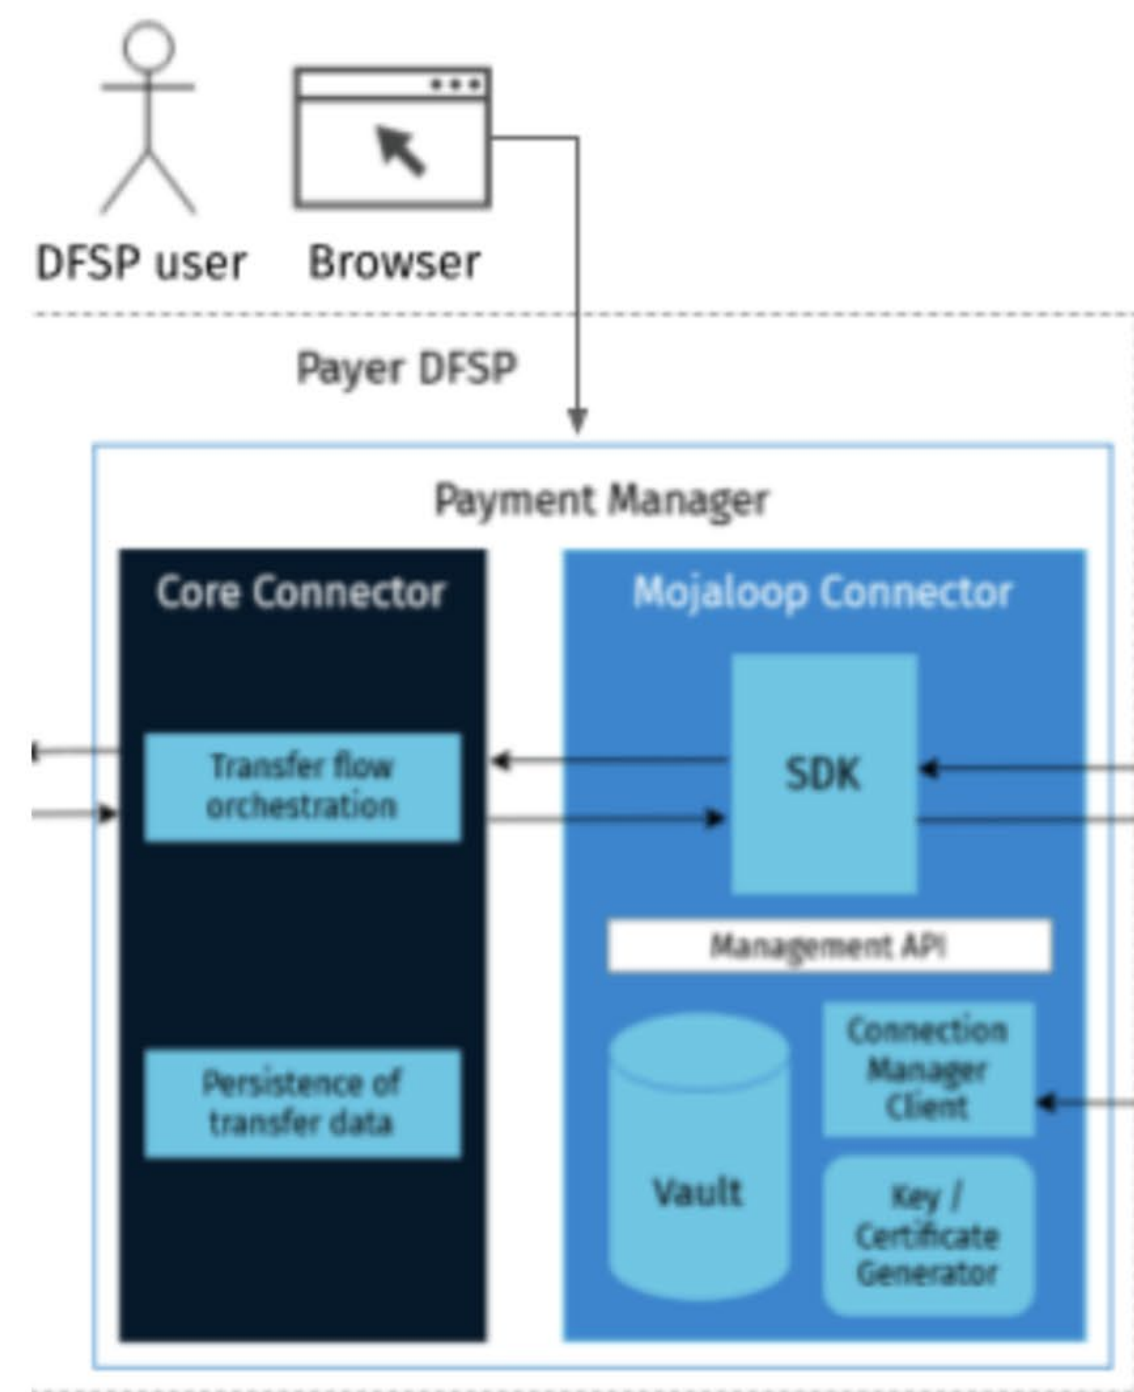 DFSP user
Browser
Payer DFSP
Payment Manager
Core Connector
Mojaloop Connector
Transfer flow
orchestration
SDK
Management API
Persistence of
transfer data
Vault
Connection
Manager
Client
Key /
Certificate
Generator